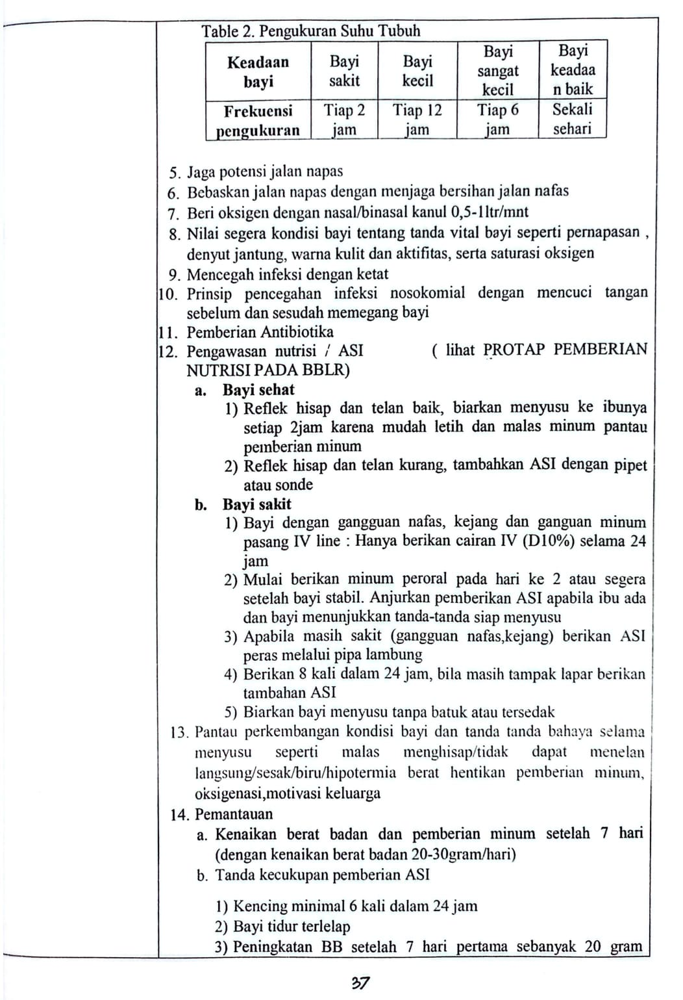 Table 2. Pengukuran Suhu Tubuh
Keadaan bayi | Bayi sakit | Bayi kecil | Bayi sangat kecil | Bayi keadaa n baik
Frekuensi pengukuran | Tiap 2 jam | Tiap 12 jam | Tiap 6 jam | Sekali sehari
5. Jaga potensi jalan napas
6. Bebaskan jalan napas dengan menjaga bersihan jalan nafas
7. Beri oksigen dengan nasal/binasal kanul 0,5-1ltr/mnt
8. Nilai segera kondisi bayi tentang tanda vital bayi seperti pernapasan ,
denyut jantung, warna kulit dan aktifitas, serta saturasi oksigen
9. Mencegah infeksi dengan ketat
10. Prinsip pencegahan infeksi nosokomial dengan mencuci tangan
sebelum dan sesudah memegang bayi
11. Pemberian Antibiotika
12. Pengawasan nutrisi / ASI ( lihat PROTAP PEMBERIAN
NUTRISI PADA BBLR)
a. Bayi sehat
1) Reflek hisap dan telan baik, biarkan menyusu ke ibunya
setiap 2jam karena mudah letih dan malas minum pantau
pemberian minum
2) Reflek hisap dan telan kurang, tambahkan ASI dengan pipet
atau sonde
b. Bayi sakit
1) Bayi dengan gangguan nafas, kejang dan ganguan minum
pasang IV line : Hanya berikan cairan IV (D10%) selama 24
jam
2) Mulai berikan minum peroral pada hari ke 2 atau segera
setelah bayi stabil. Anjurkan pemberikan ASI apabila ibu ada
dan bayi menunjukkan tanda-tanda siap menyusu
3) Apabila masih sakit (gangguan nafas,kejang) berikan ASI
peras melalui pipa lambung
4) Berikan 8 kali dalam 24 jam, bila masih tampak lapar berikan
tambahan ASI
5) Biarkan bayi menyusu tanpa batuk atau tersedak
13. Pantau perkembangan kondisi bayi dan tanda tanda bahaya selama
menyusu seperti malas menghisap/tidak dapat menelan
langsung/sesak/biru/hipotermia berat hentikan pemberian minum,
oksigenasi,motivasi keluarga
14. Pemantauan
a. Kenaikan berat badan dan pemberian minum setelah 7 hari
(dengan kenaikan berat badan 20-30gram/hari)
b. Tanda kecukupan pemberian ASI
1) Kencing minimal 6 kali dalam 24 jam
2) Bayi tidur terlelap
3) Peningkatan BB setelah 7 hari pertama sebanyak 20 gram
37